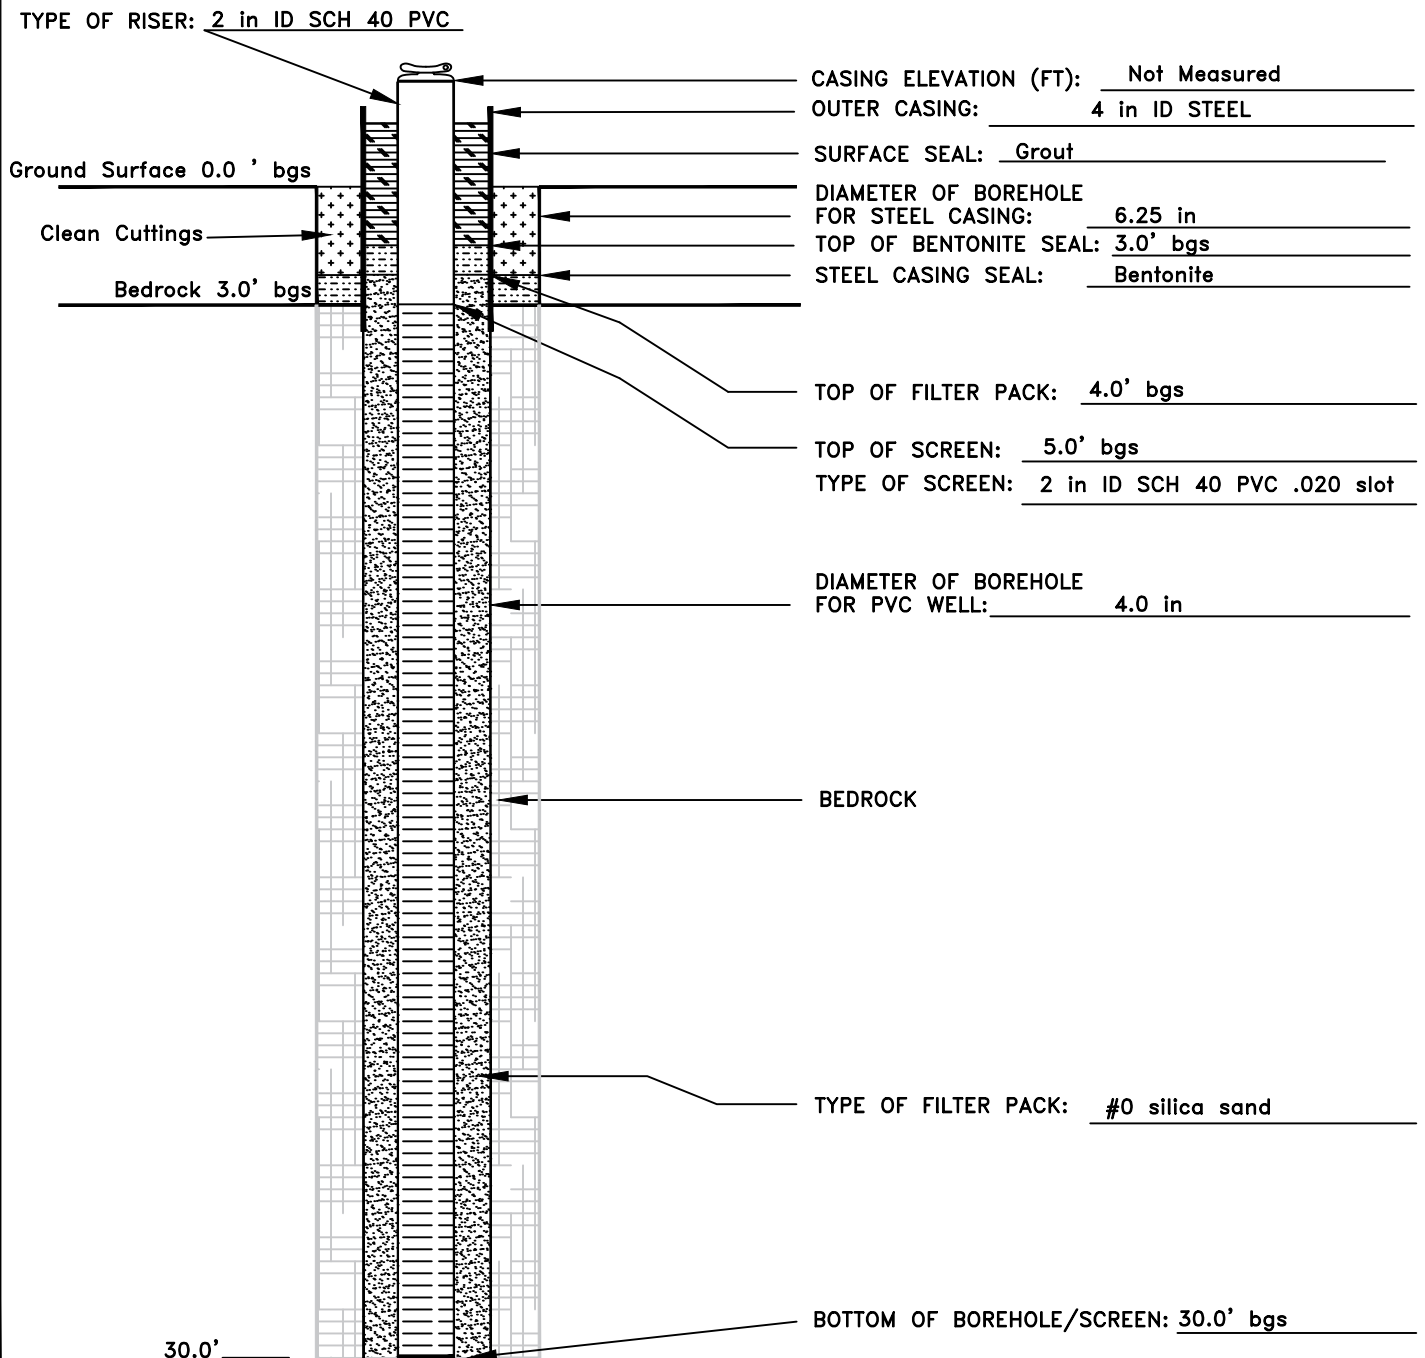 TYPE OF RISER: 2 in ID SCH 40 PVC
CASING ELEVATION (FT): Not Measured
OUTER CASING: 4 in ID STEEL
SURFACE SEAL: Grout
Ground Surface 0.0 ' bgs
DIAMETER OF BOREHOLE
FOR STEEL CASING: 6.25 in
Clean Cuttings
TOP OF BENTONITE SEAL: 3.0' bgs
STEEL CASING SEAL: Bentonite
Bedrock 3.0' bgs
TOP OF FILTER PACK: 4.0' bgs
TOP OF SCREEN: 5.0' bgs
TYPE OF SCREEN: 2 in ID SCH 40 PVC .020 slot
DIAMETER OF BOREHOLE
FOR PVC WELL: 4.0 in
BEDROCK
TYPE OF FILTER PACK: #0 silica sand
BOTTOM OF BOREHOLE/SCREEN: 30.0' bgs
30.0'